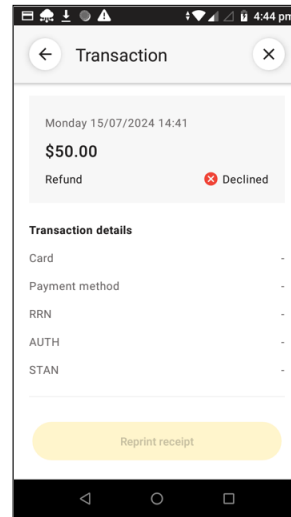 4:44 pm
Transaction
Monday 15/07/2024 14:41
$50.00
Refund Declined
Transaction details
Card -
Payment method -
RRN -
AUTH -
STAN -
Reprint receipt